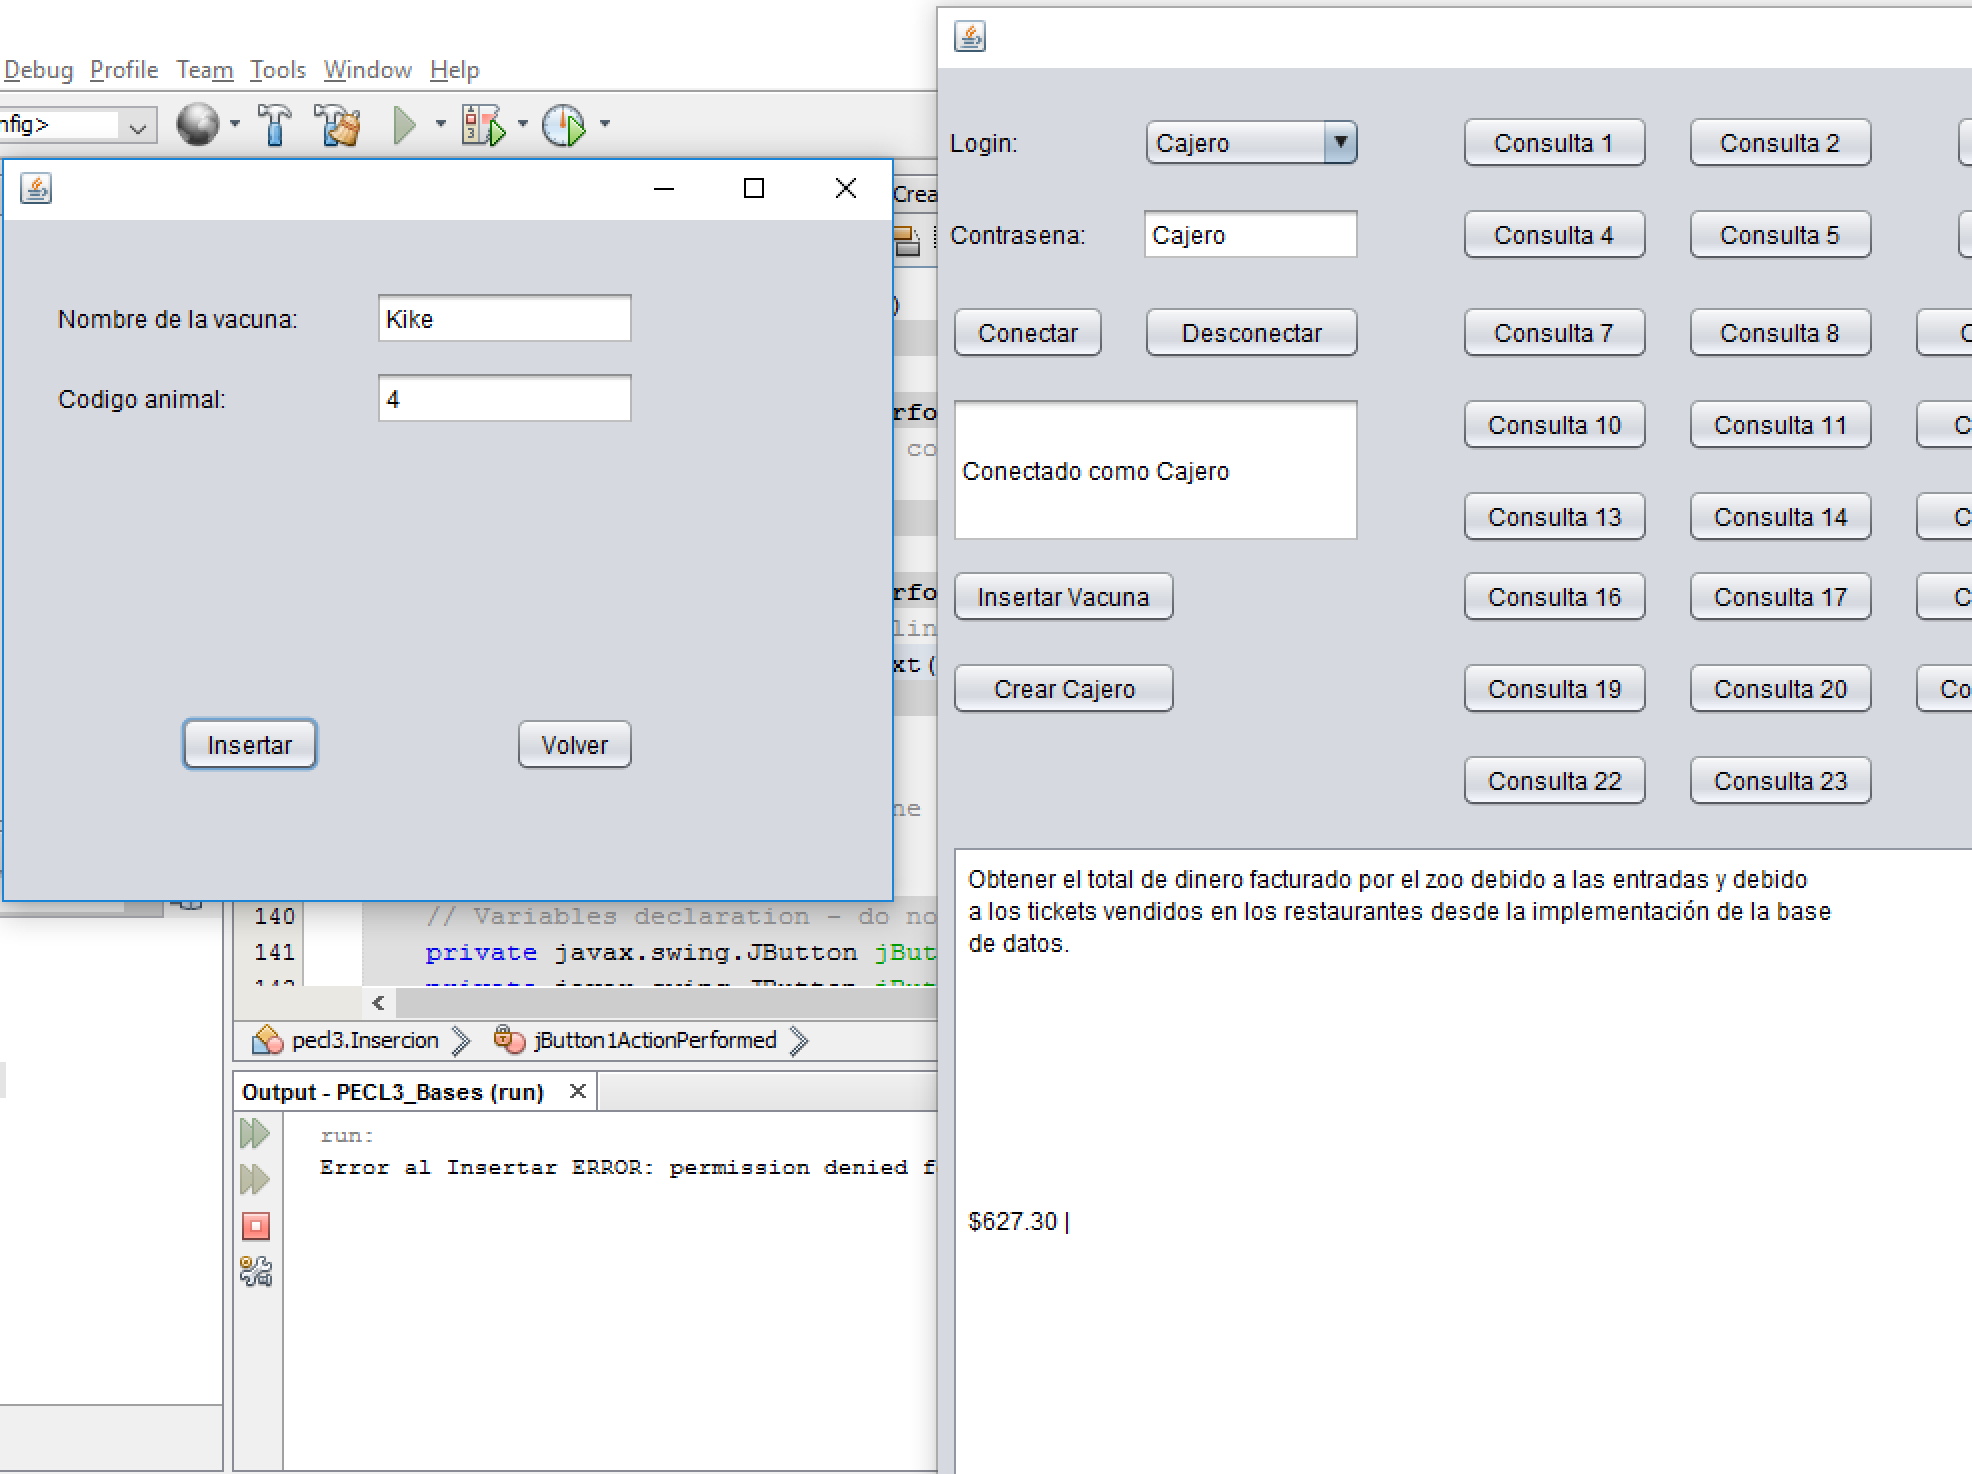 Debug Profile Team Tools Window Help
nfig>
Crea
)
rfo
co
rfo
lin
xt(
ne
Nombre de la vacuna: Kike
Codigo animal: 4
Insertar Volver
140 // Variables declaration - do no
141 private javax.swing.JButton jBut
142 private javax.swing.JButton jBut
<
pecl3.Insercion jButton1ActionPerformed
Output - PECL3_Bases (run)
run:
Error al Insertar ERROR: permission denied f
Login: Cajero Consulta 1 Consulta 2
Contrasena: Cajero Consulta 4 Consulta 5
Conectar Desconectar Consulta 7 Consulta 8 C
Consulta 10 Consulta 11 C
Conectado como Cajero
Consulta 13 Consulta 14 C
Insertar Vacuna Consulta 16 Consulta 17 C
Crear Cajero Consulta 19 Consulta 20 Co
Consulta 22 Consulta 23
Obtener el total de dinero facturado por el zoo debido a las entradas y debido
a los tickets vendidos en los restaurantes desde la implementación de la base
de datos.
$627.30 |